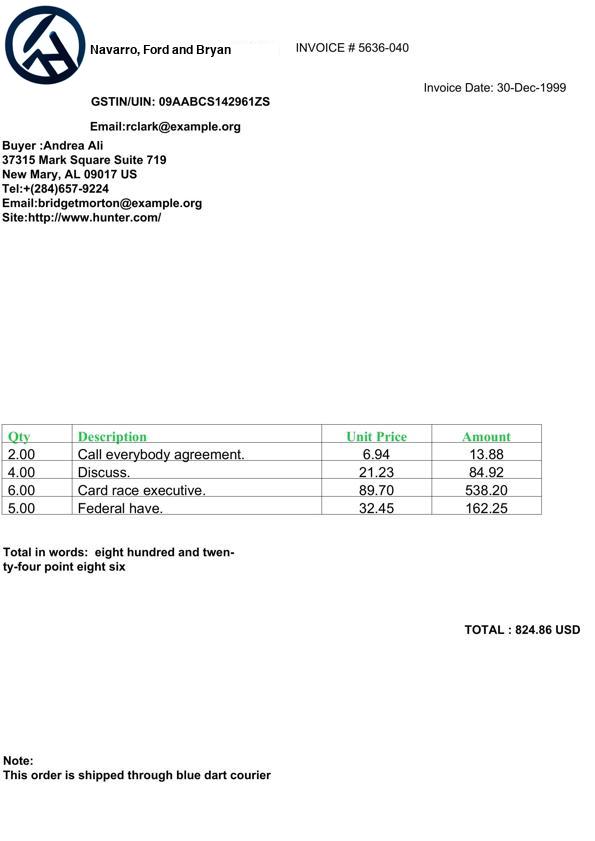 Navarro, Ford and Bryan
INVOICE # 5636-040
Invoice Date: 30-Dec-1999
GSTIN/UIN: 09AABCS142961ZS
Email:rclark@example.org
Buyer :Andrea Ali
37315 Mark Square Suite 719
New Mary, AL 09017 US
Tel:+(284)657-9224
Email:bridgetmorton@example.org
Site:http://www.hunter.com/
Qty Description Unit Price Amount
2.00 Call everybody agreement. 6.94 13.88
4.00 Discuss. 21.23 84.92
6.00 Card race executive. 89.70 538.20
5.00 Federal have. 32.45 162.25
Total in words:  eight hundred and twen-
ty-four point eight six
TOTAL : 824.86 USD
Note:
This order is shipped through blue dart courier